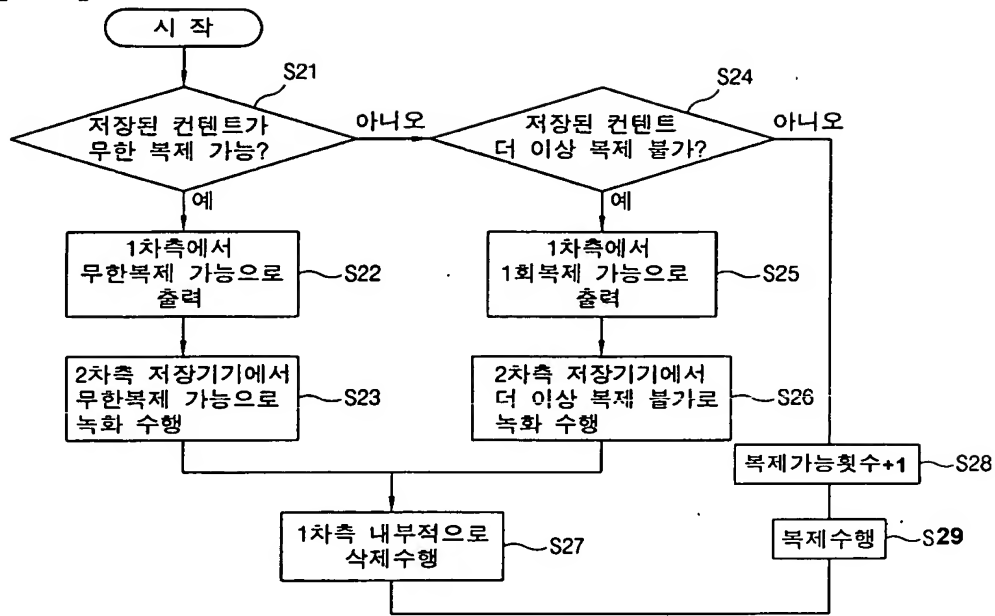 시 작
S21
저장된 컨텐트가
무한 복제 가능?
아니오
예
S24
저장된 컨텐트
더 이상 복제 불가?
아니오
예
1차측에서
무한복제 가능으로
출력
S22
1차측에서
1회복제 가능으로
출력
S25
2차측 저장기기에서
무한복제 가능으로
녹화 수행
S23
2차측 저장기기에서
더 이상 복제 불가로
녹화 수행
S26
복제가능횟수+1
S28
1차측 내부적으로
삭제수행
S27
복제수행
S29